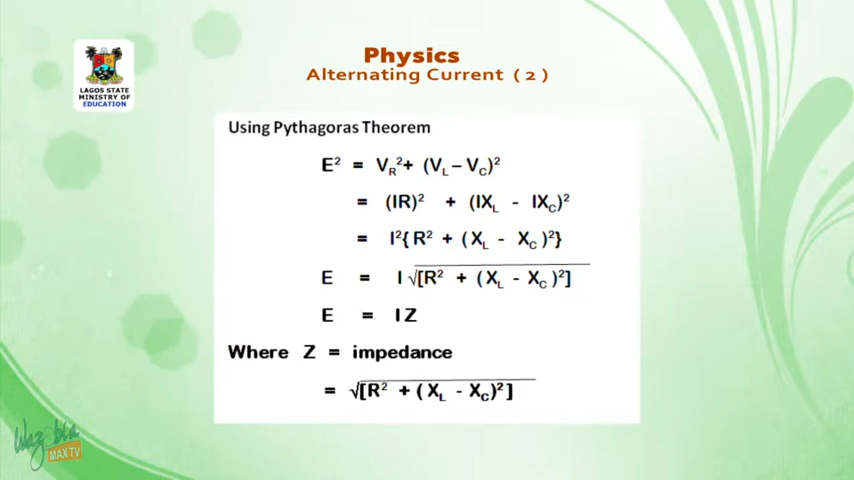 Physics
Alternating Current ( 2 )
LAGOS STATE
MINISTRY OF
EDUCATION
Using Pythagoras Theorem
E² = V_R² + (V_L – V_C)²
= (IR)² + (IX_L - IX_C)²
= I²{ R² + ( X_L - X_C )²}
E = I √[R² + ( X_L - X_C )²]
E = I Z
Where Z = impedance
= √[R² + ( X_L - X_C)² ]
MAX TV